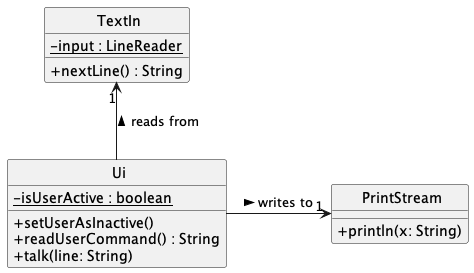 TextIn
-input : LineReader
+nextLine() : String
1
reads from
Ui
-isUserActive : boolean
+setUserAsInactive()
+readUserCommand() : String
+talk(line: String)
writes to 1
PrintStream
+println(x: String)